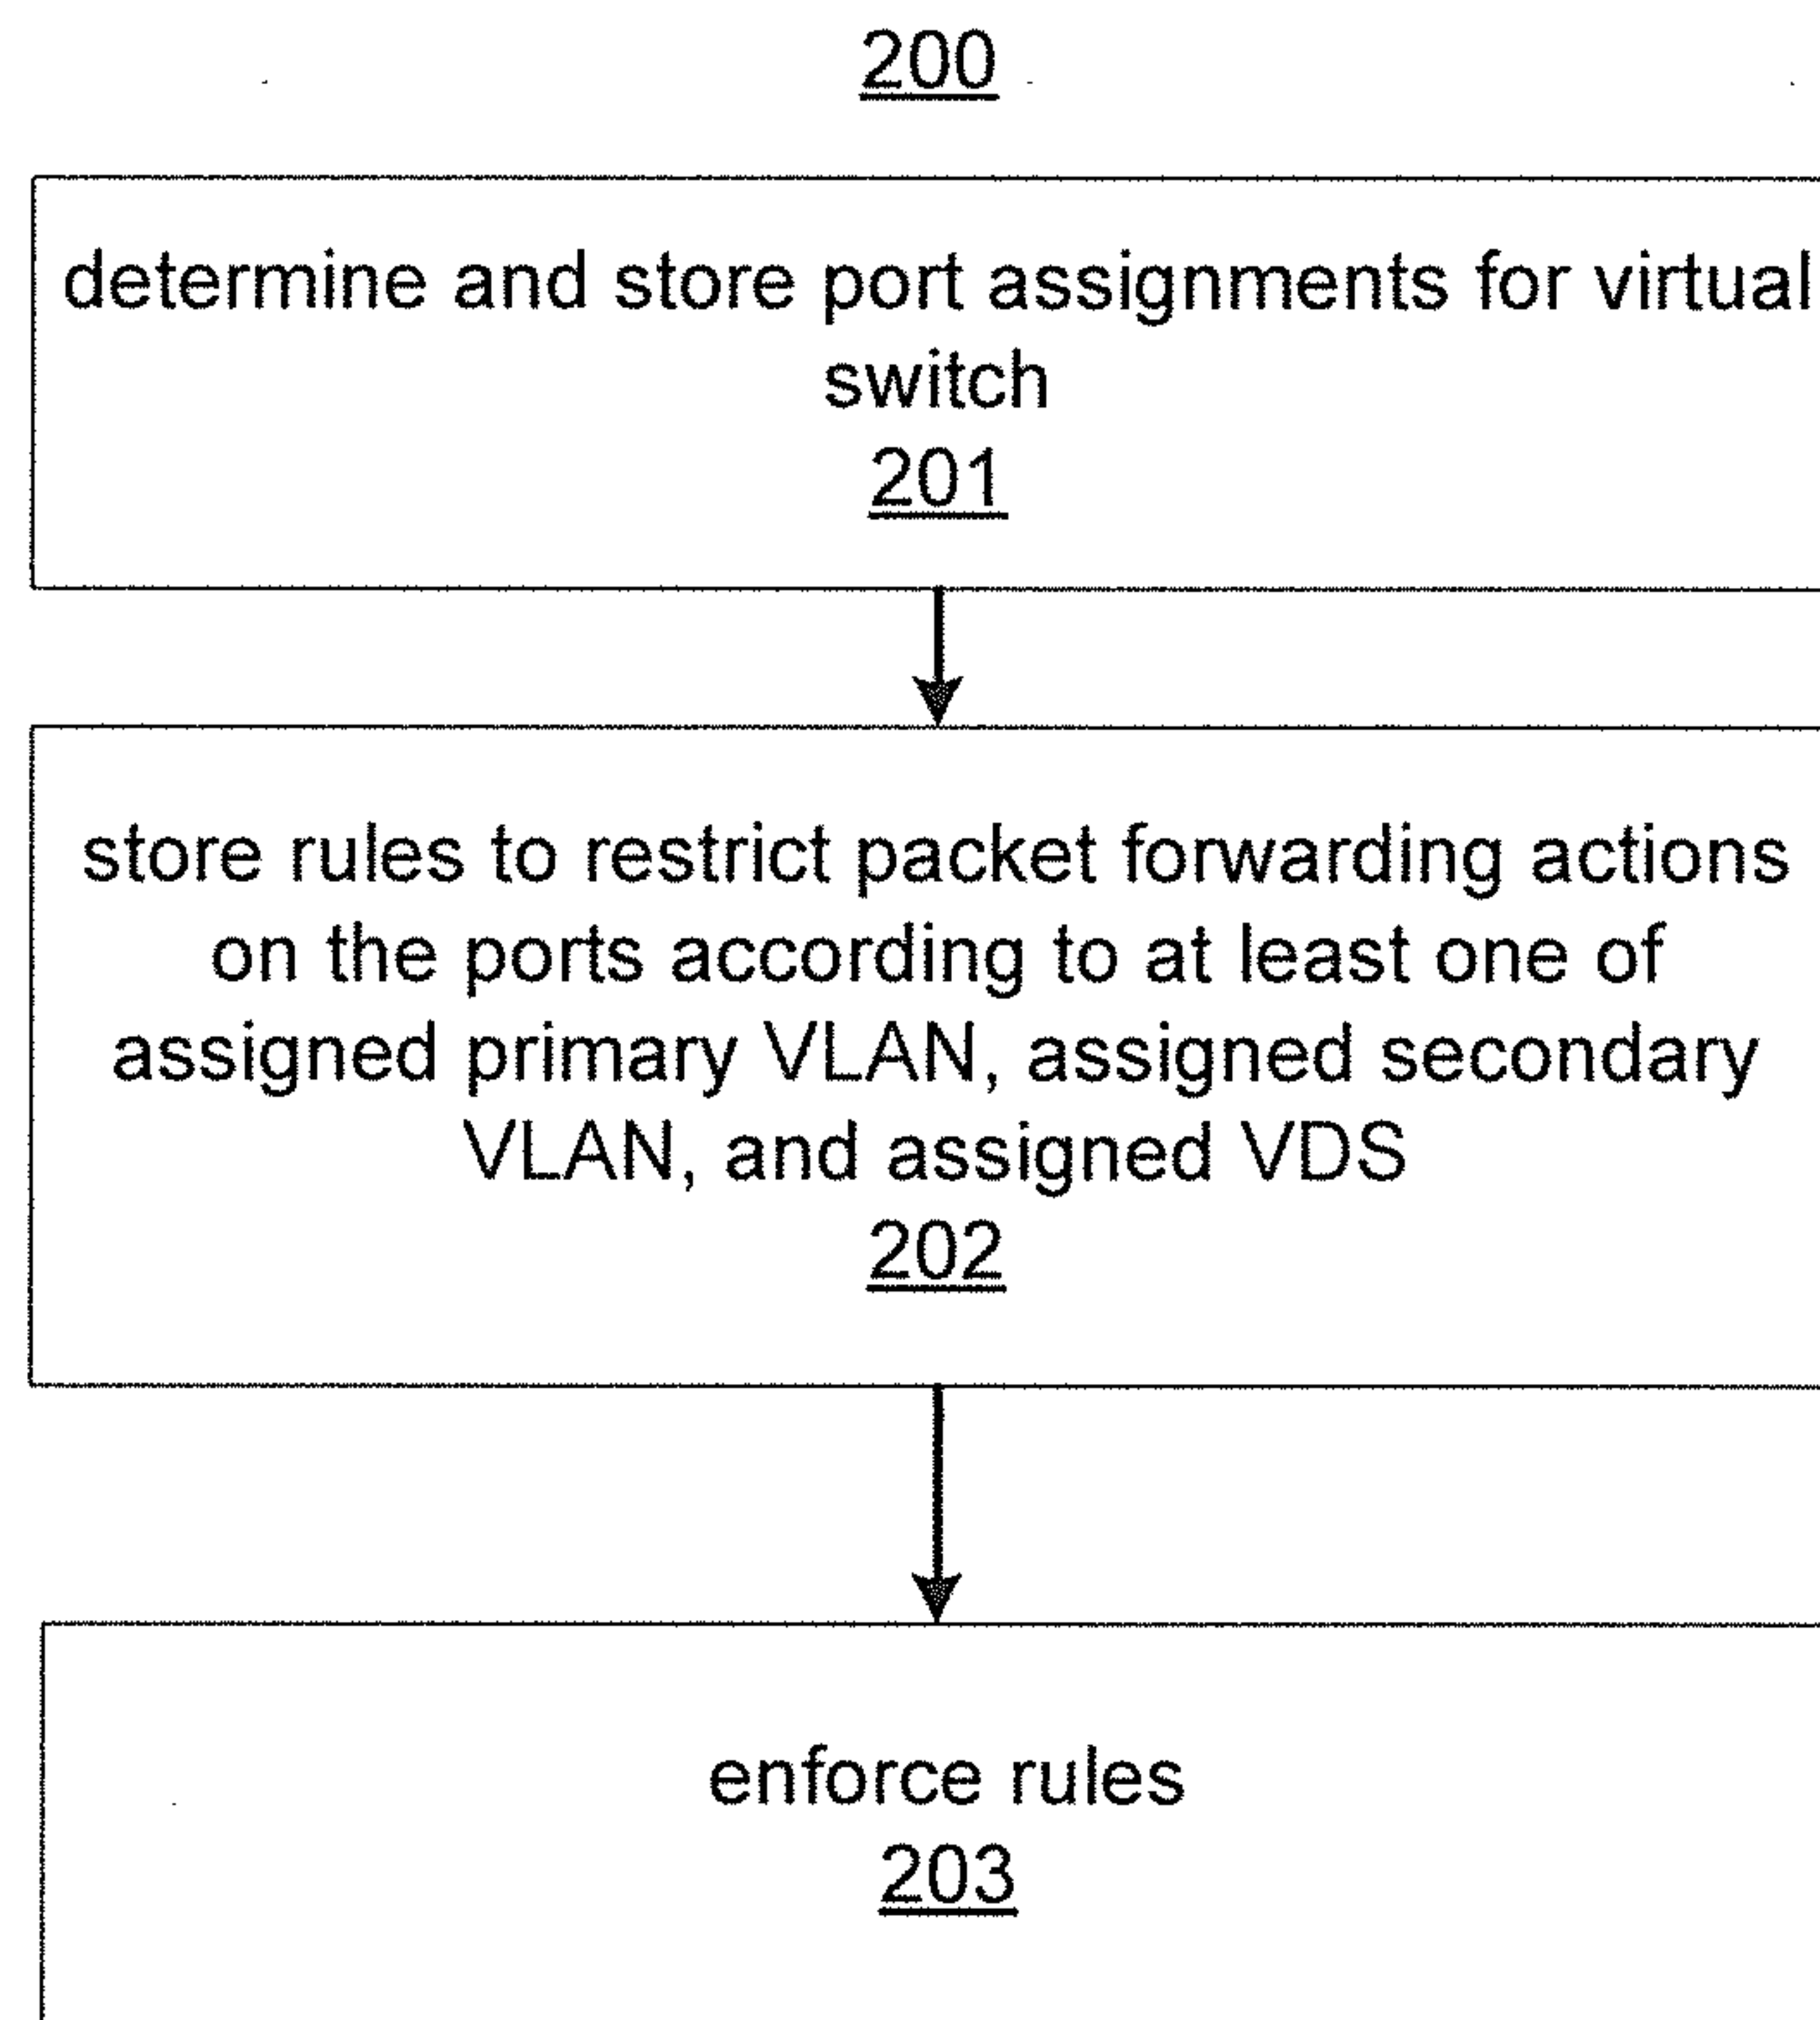 200
determine and store port assignments for virtual
switch
201
store rules to restrict packet forwarding actions
on the ports according to at least one of
assigned primary VLAN, assigned secondary
VLAN, and assigned VDS
202
enforce rules
203